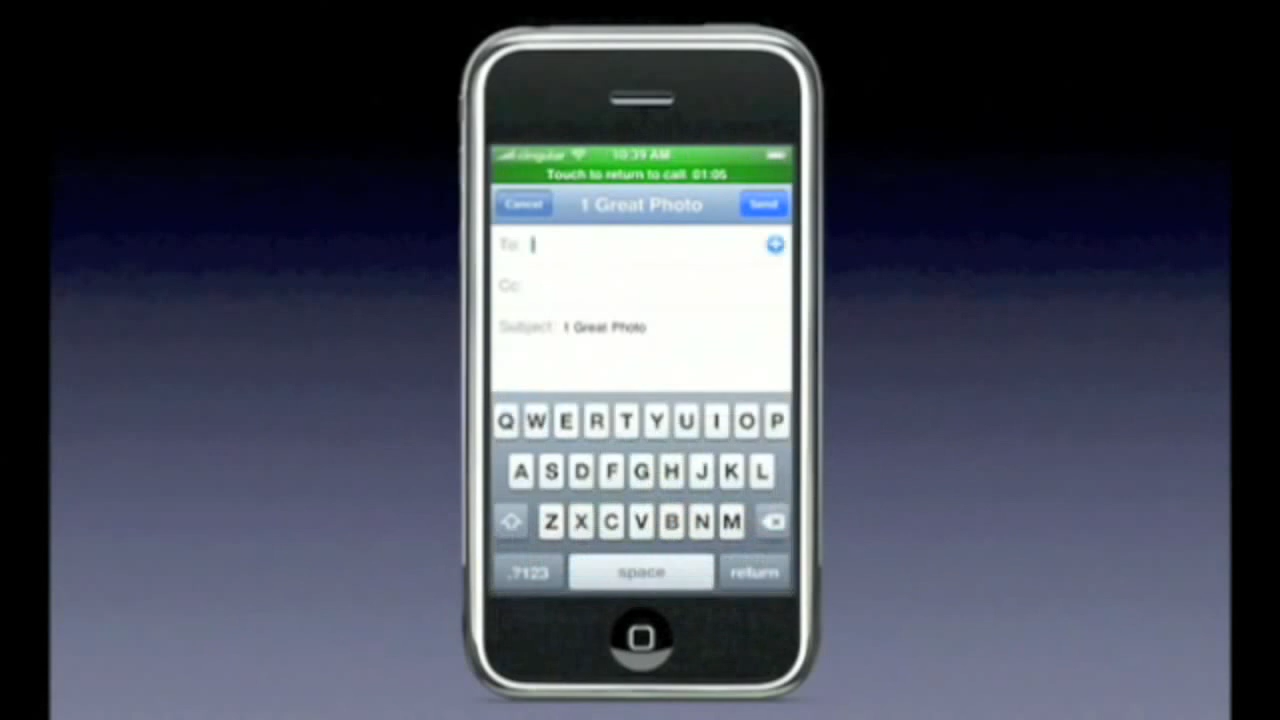 cingular 10:39 AM
Touch to return to call 01:05
Cancel 1 Great Photo Send
To:
Cc:
Subject: 1 Great Photo
Q W E R T Y U I O P
A S D F G H J K L
Z X C V B N M
.?123 space return